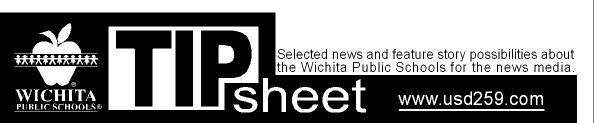 TIP
Selected news and feature story possibilities about
the Wichita Public Schools for the news media.
WICHITA
PUBLIC SCHOOLS®
sheet
www.usd259.com